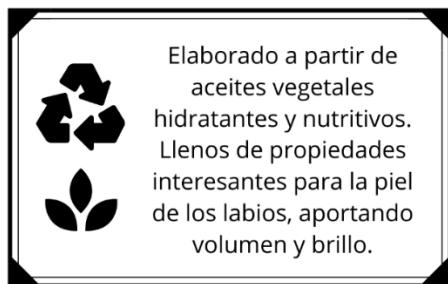 Elaborado a partir de
aceites vegetales
hidratantes y nutritivos.
Llenos de propiedades
interesantes para la piel
de los labios, aportando
volumen y brillo.